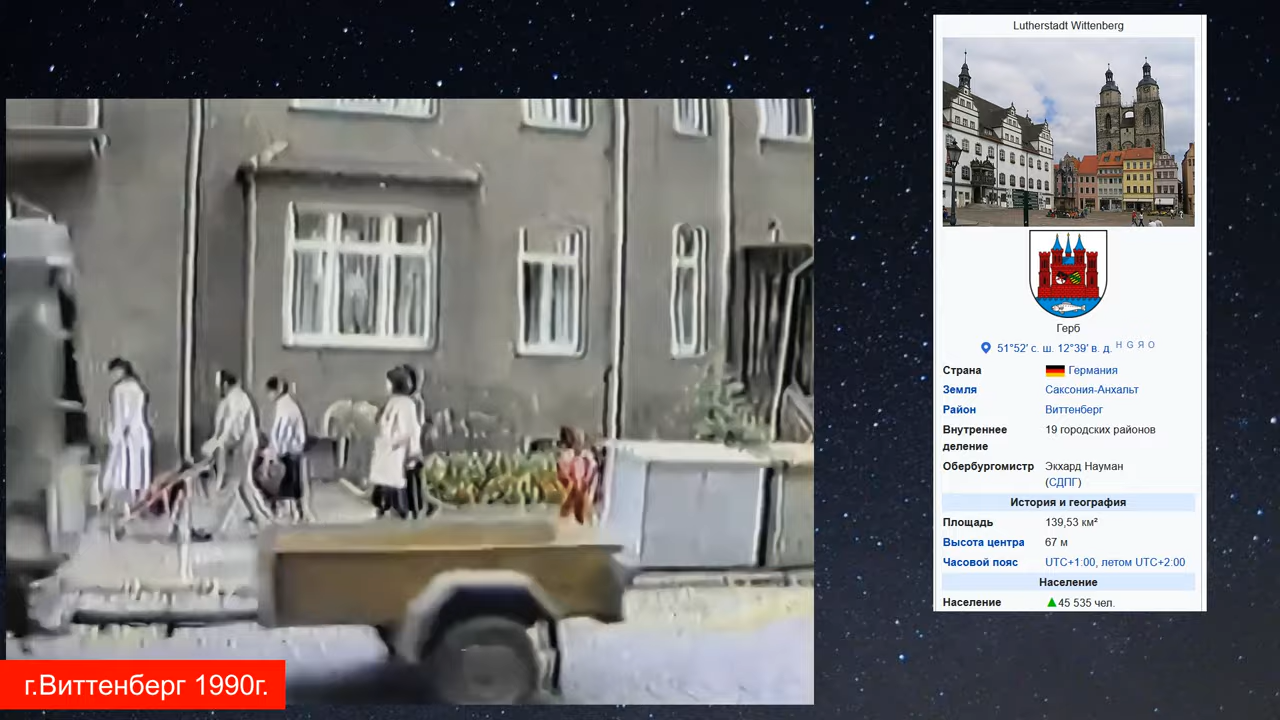 Lutherstadt Wittenberg
Герб
51°52′ с. ш. 12°39′ в. д. H G Я O
Страна Германия
Земля Саксония-Анхальт
Район Виттенберг
Внутреннее деление 19 городских районов
Обербургомистр Экхард Науман
(СДПГ)
История и география
Площадь 139,53 км²
Высота центра 67 м
Часовой пояс UTC+1:00, летом UTC+2:00
Население
Население ▲45 535 чел.
г.Виттенберг 1990г.